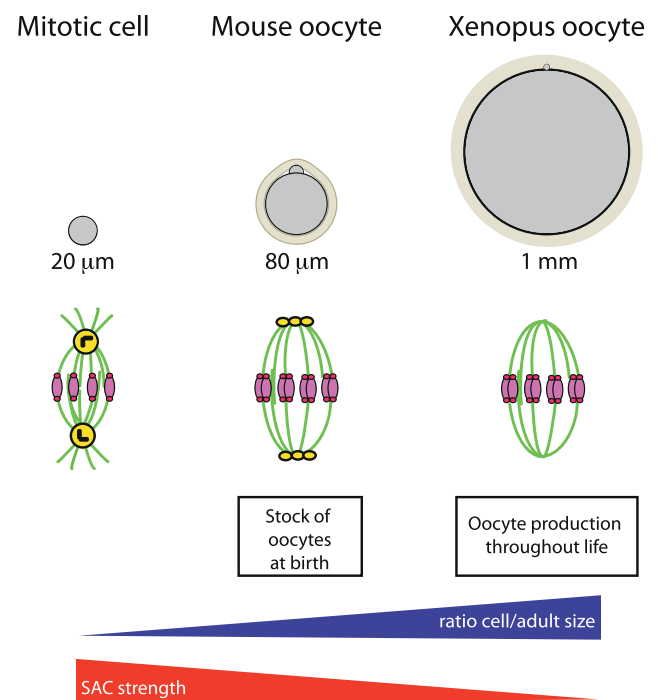 Mitotic cell
Mouse oocyte
Xenopus oocyte
20 μm
80 μm
1 mm
Stock of
oocytes
at birth
Oocyte production
throughout life
ratio cell/adult size
SAC strength